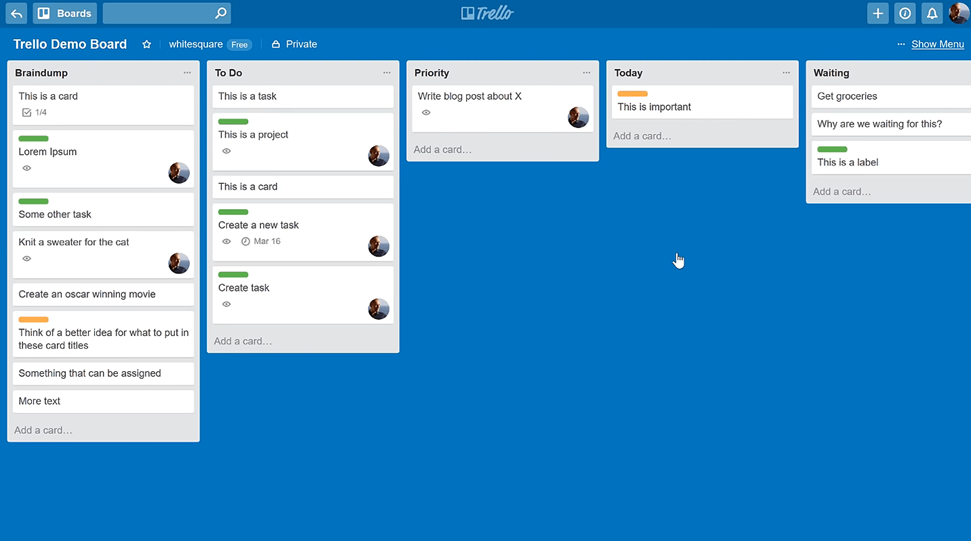 Boards
Trello
Trello Demo Board
whitesquare
Free
Private
... Show Menu
Braindump
This is a card
1/4
Lorem Ipsum
Some other task
Knit a sweater for the cat
Create an oscar winning movie
Think of a better idea for what to put in
these card titles
Something that can be assigned
More text
Add a card…
To Do
This is a task
This is a project
This is a card
Create a new task
Mar 16
Create task
Add a card…
Priority
Write blog post about X
Add a card…
Today
This is important
Add a card…
Waiting
Get groceries
Why are we waiting for this?
This is a label
Add a card…